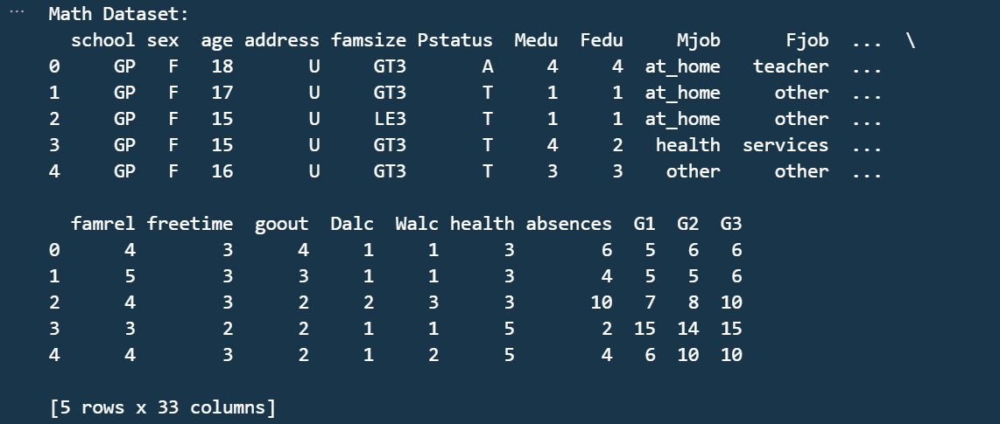 ...
Math Dataset:
  school sex  age address famsize Pstatus  Medu  Fedu     Mjob      Fjob  ...  \
0     GP   F   18       U     GT3       A     4     4  at_home   teacher  ...
1     GP   F   17       U     GT3       T     1     1  at_home     other  ...
2     GP   F   15       U     LE3       T     1     1  at_home     other  ...
3     GP   F   15       U     GT3       T     4     2   health  services  ...
4     GP   F   16       U     GT3       T     3     3    other     other  ...

  famrel freetime  goout  Dalc  Walc health absences  G1  G2  G3
0      4        3      4     1     1      3        6   5   6   6
1      5        3      3     1     1      3        4   5   5   6
2      4        3      2     2     3      3       10   7   8  10
3      3        2      2     1     1      5        2  15  14  15
4      4        3      2     1     2      5        4   6  10  10

[5 rows x 33 columns]